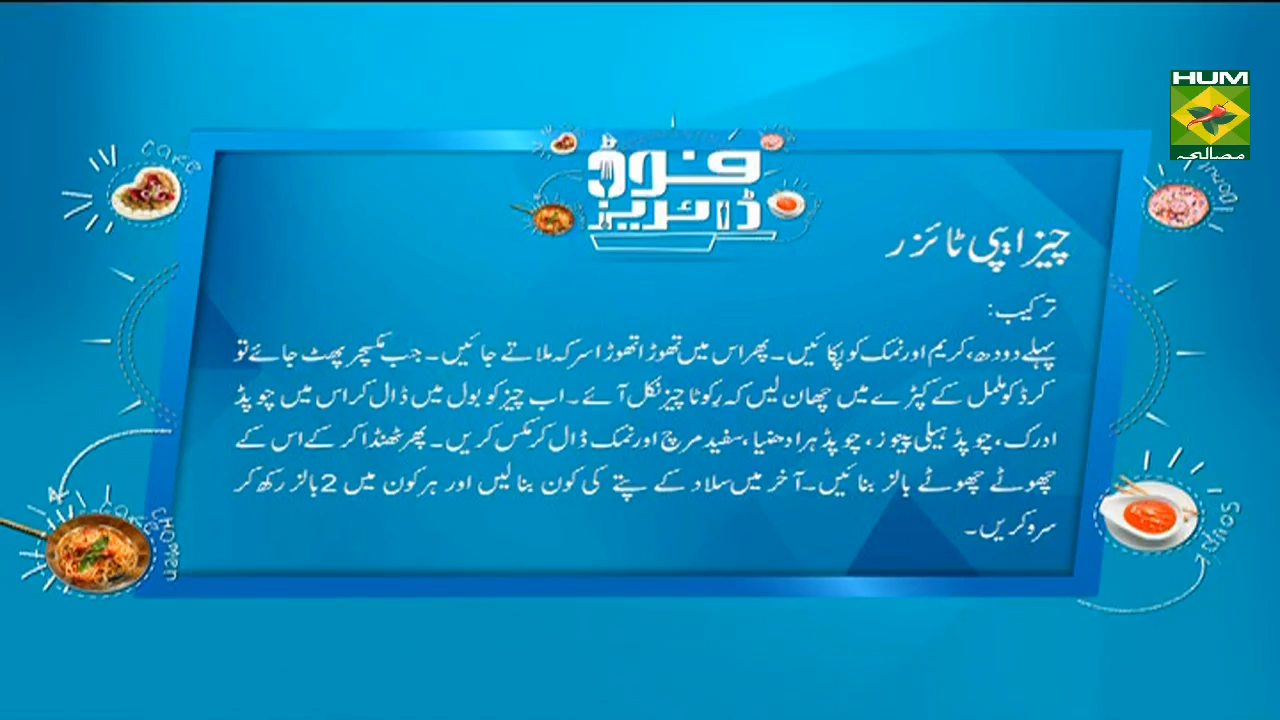 HUM
مصالحہ
فوڈ
ڈائریز
چیز ایپی ٹائزر
ترکیب:
پہلے دودھ، کریم اور نمک کو پکائیں۔ پھر اس میں تھوڑا تھوڑا سرکہ ملاتے جائیں۔ جب مکسچر پھٹ جائے تو
کرڈ کو ململ کے کپڑے میں چھان لیں کہ رِکوٹا چیز نکل آئے۔ اب چیز کو بول میں ڈال کر اس میں چوپڈ
ادرک، چوپڈ ہیلی پینوز، چوپڈ ہرا دھنیا، سفید مرچ اور نمک ڈال کر مکس کریں۔ پھر ٹھنڈا کر کے اس کے
چھوٹے چھوٹے بالز بنائیں۔ آخر میں سلاد کے پتے کی کون بنا لیں اور ہر کون میں 2 بالز رکھ کر
سرو کریں۔
CAKE
CHOMEN
Soup